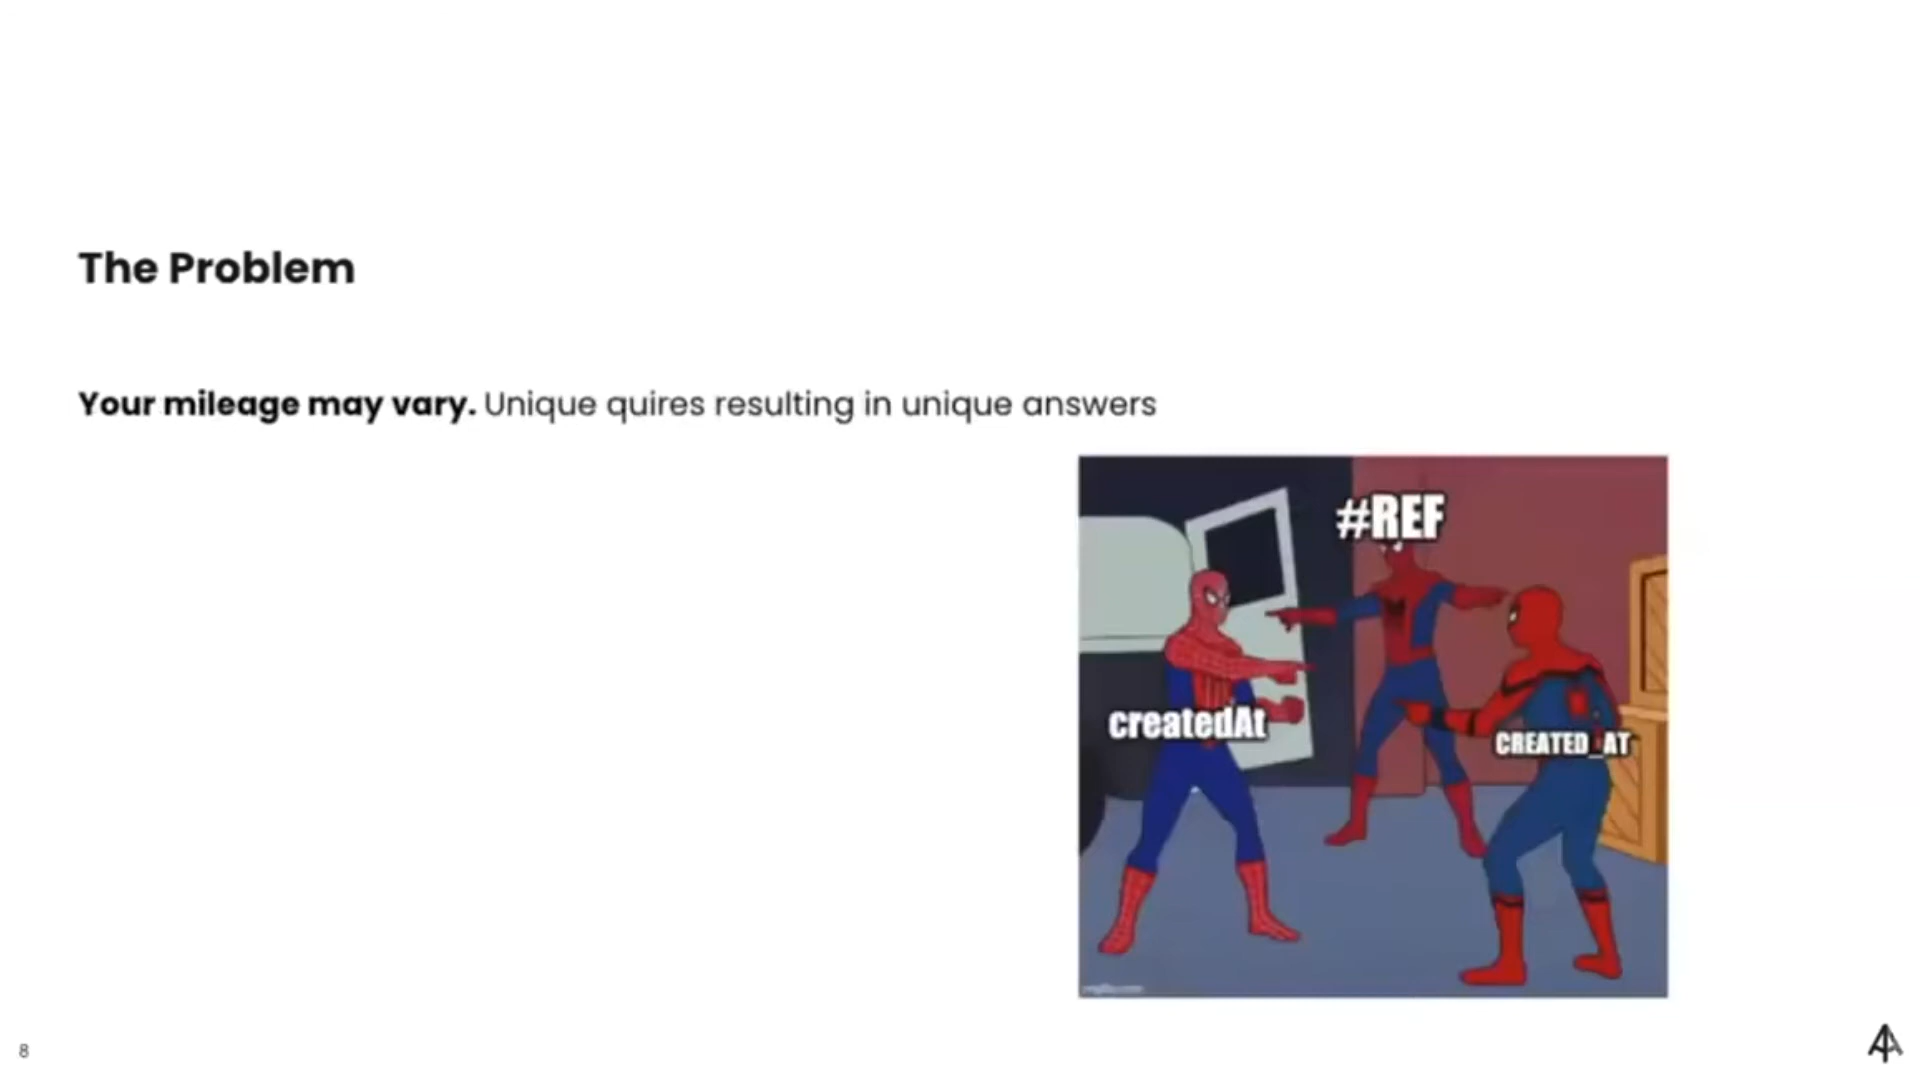 The Problem
Your mileage may vary. Unique quires resulting in unique answers
#REF
createdAt
CREATED_AT
8